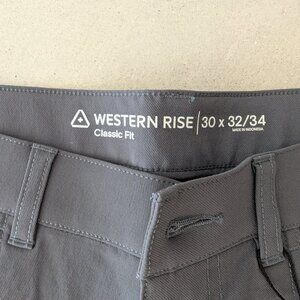 WESTERN RISE | 30 x 32/34
Classic Fit MADE IN INDONESIA